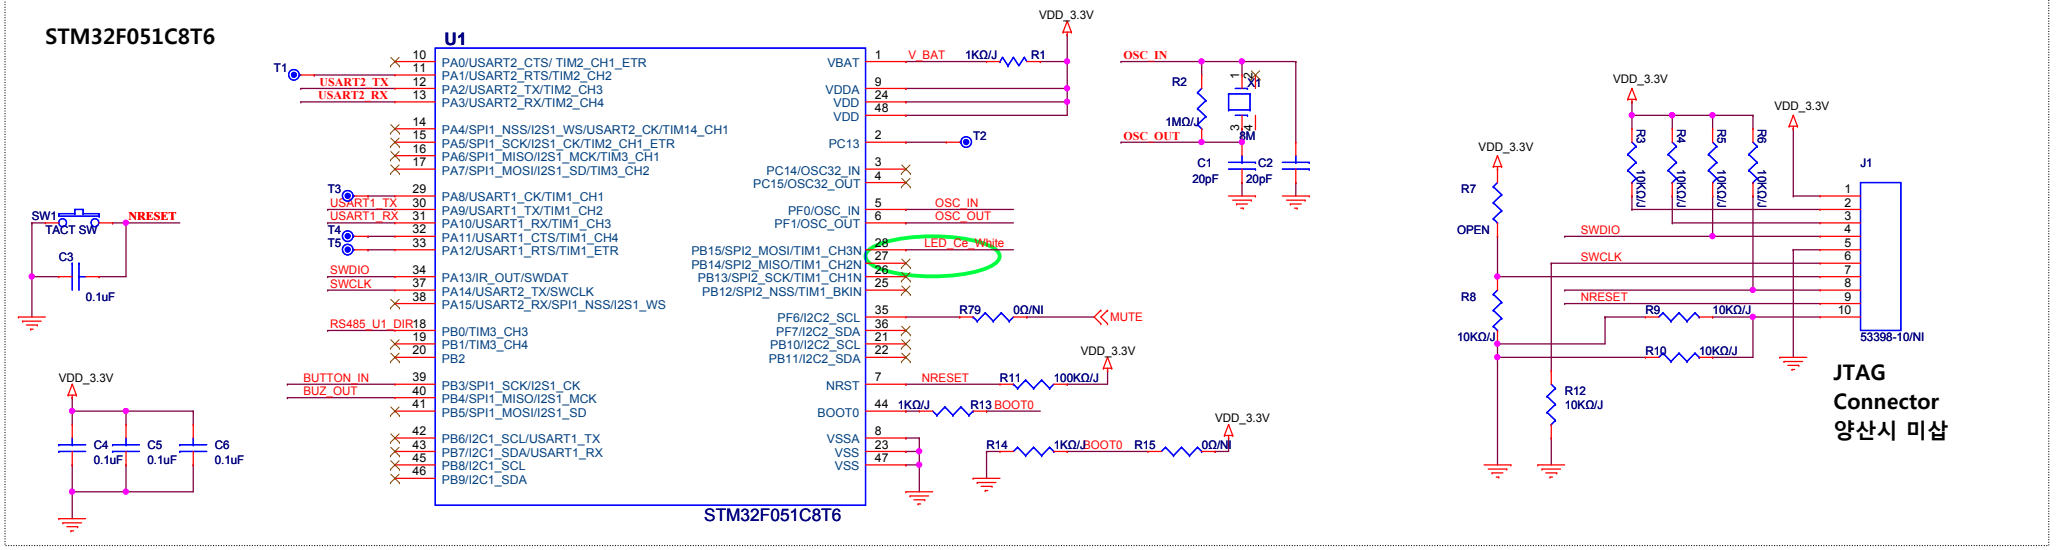 STM32F051C8T6
U1
T1
USART2_TX
USART2_RX
10 PA0/USART2_CTS/ TIM2_CH1_ETR
11 PA1/USART2_RTS/TIM2_CH2
12 PA2/USART2_TX/TIM2_CH3
13 PA3/USART2_RX/TIM2_CH4
14 PA4/SPI1_NSS/I2S1_WS/USART2_CK/TIM14_CH1
15 PA5/SPI1_SCK/I2S1_CK/TIM2_CH1_ETR
16 PA6/SPI1_MISO/I2S1_MCK/TIM3_CH1
17 PA7/SPI1_MOSI/I2S1_SD/TIM3_CH2
T3
29 PA8/USART1_CK/TIM1_CH1
USART1_TX 30 PA9/USART1_TX/TIM1_CH2
USART1_RX 31 PA10/USART1_RX/TIM1_CH3
T4 32 PA11/USART1_CTS/TIM1_CH4
T5 33 PA12/USART1_RTS/TIM1_ETR
SWDIO 34 PA13/IR_OUT/SWDAT
SWCLK 37 PA14/USART2_TX/SWCLK
38 PA15/USART2_RX/SPI1_NSS/I2S1_WS
RS485_U1_DIR 18 PB0/TIM3_CH3
19 PB1/TIM3_CH4
20 PB2
BUTTON_IN 39 PB3/SPI1_SCK/I2S1_CK
BUZ_OUT 40 PB4/SPI1_MISO/I2S1_MCK
41 PB5/SPI1_MOSI/I2S1_SD
42 PB6/I2C1_SCL/USART1_TX
43 PB7/I2C1_SDA/USART1_RX
45 PB8/I2C1_SCL
46 PB9/I2C1_SDA
VBAT 1 V_BAT 1KΩ/J R1
VDD_3.3V
VDDA 9
VDD 24
VDD 48
PC13 2 T2
PC14/OSC32_IN 3
PC15/OSC32_OUT 4
PF0/OSC_IN 5 OSC_IN
PF1/OSC_OUT 6 OSC_OUT
PB15/SPI2_MOSI/TIM1_CH3N 28 LED_Ce_White
PB14/SPI2_MISO/TIM1_CH2N 27
PB13/SPI2_SCK/TIM1_CH1N 26
PB12/SPI2_NSS/TIM1_BKIN 25
PF6/I2C2_SCL 35 R79 0Ω/NI MUTE
PF7/I2C2_SDA 36
PB10/I2C2_SCL 21
PB11/I2C2_SDA 22
NRST 7 NRESET R11 100KΩ/J VDD_3.3V
BOOT0 44 1KΩ/J R13 BOOT0
VSSA 8
VSS 23
VSS 47
R14 1KΩ/J BOOT0 R15 0Ω/NI VDD_3.3V
STM32F051C8T6
SW1
TACT SW
NRESET
C3
0.1uF
VDD_3.3V
C4 0.1uF
C5 0.1uF
C6 0.1uF
OSC_IN
R2
1MΩ/J
1 2
X1
3 4
8M
OSC_OUT
C1
20pF
C2
20pF
VDD_3.3V
R7
OPEN
R8
10KΩ/J
VDD_3.3V
R3 10KΩ/J
R4 10KΩ/J
R5 10KΩ/J
R6 10KΩ/J
VDD_3.3V
J1
1
2
3
SWDIO 4
5
SWCLK 6
7
8
NRESET 9
R9 10KΩ/J 10
R10 10KΩ/J
53398-10/NI
R12
10KΩ/J
JTAG
Connector
양산시 미삽